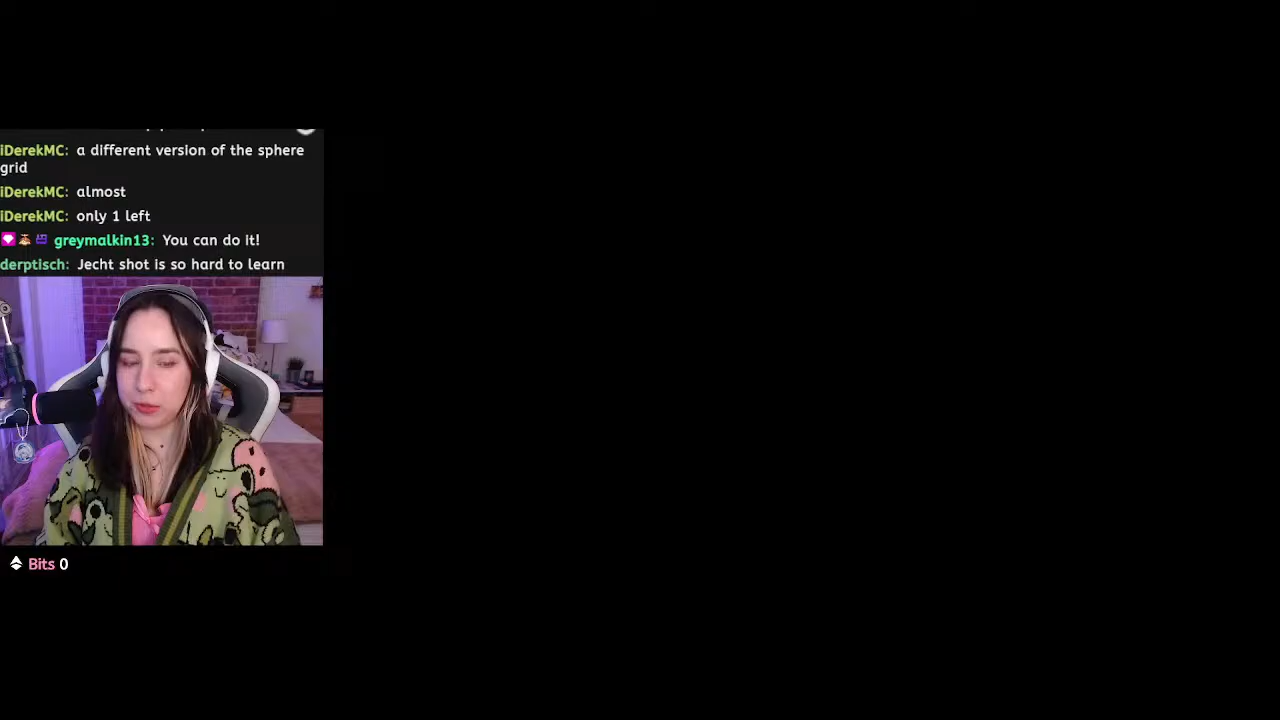 iDerekMC: a different version of the sphere
grid
iDerekMC: almost
iDerekMC: only 1 left
greymalkin13: You can do it!
derptisch: Jecht shot is so hard to learn
Bits 0